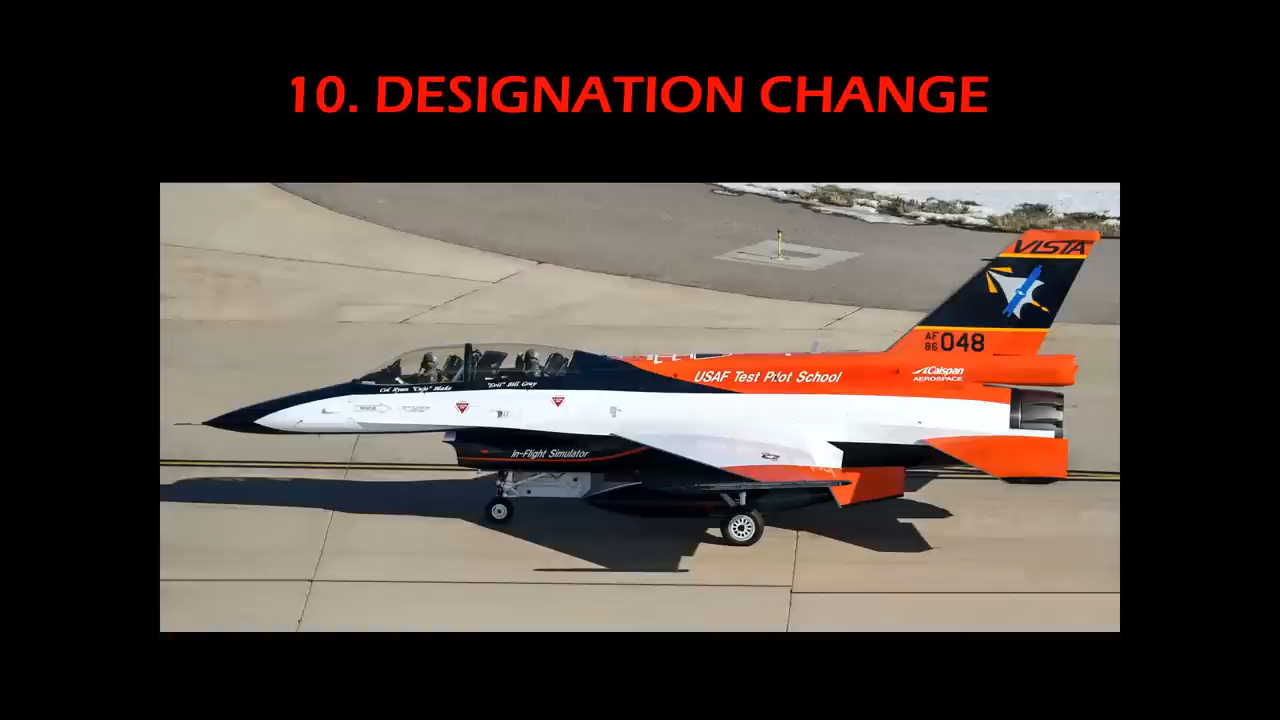 10. DESIGNATION CHANGE
VISTA
AF
86 048
USAF Test Pilot School
Calspan
AEROSPACE
Col Ryan "Cujo" Blake
"Evil" Bill Gray
RESCUE
In-Flight Simulator